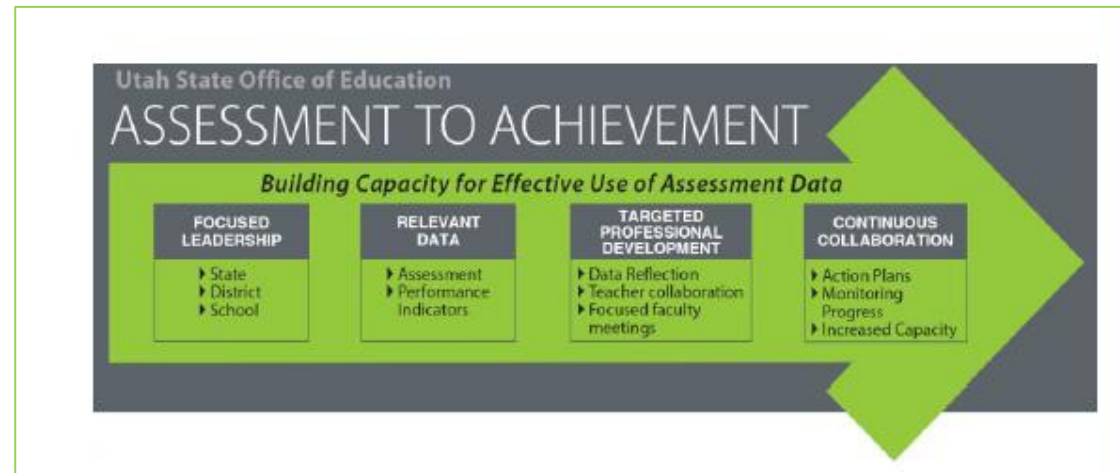 Utah State Office of Education
ASSESSMENT TO ACHIEVEMENT
Building Capacity for Effective Use of Assessment Data
FOCUSED
LEADERSHIP
State
District
School
RELEVANT
DATA
Assessment
Performance
Indicators
TARGETED
PROFESSIONAL
DEVELOPMENT
Data Reflection
Teacher collaboration
Focused faculty
meetings
CONTINUOUS
COLLABORATION
Action Plans
Monitoring
Progress
Increased Capacity